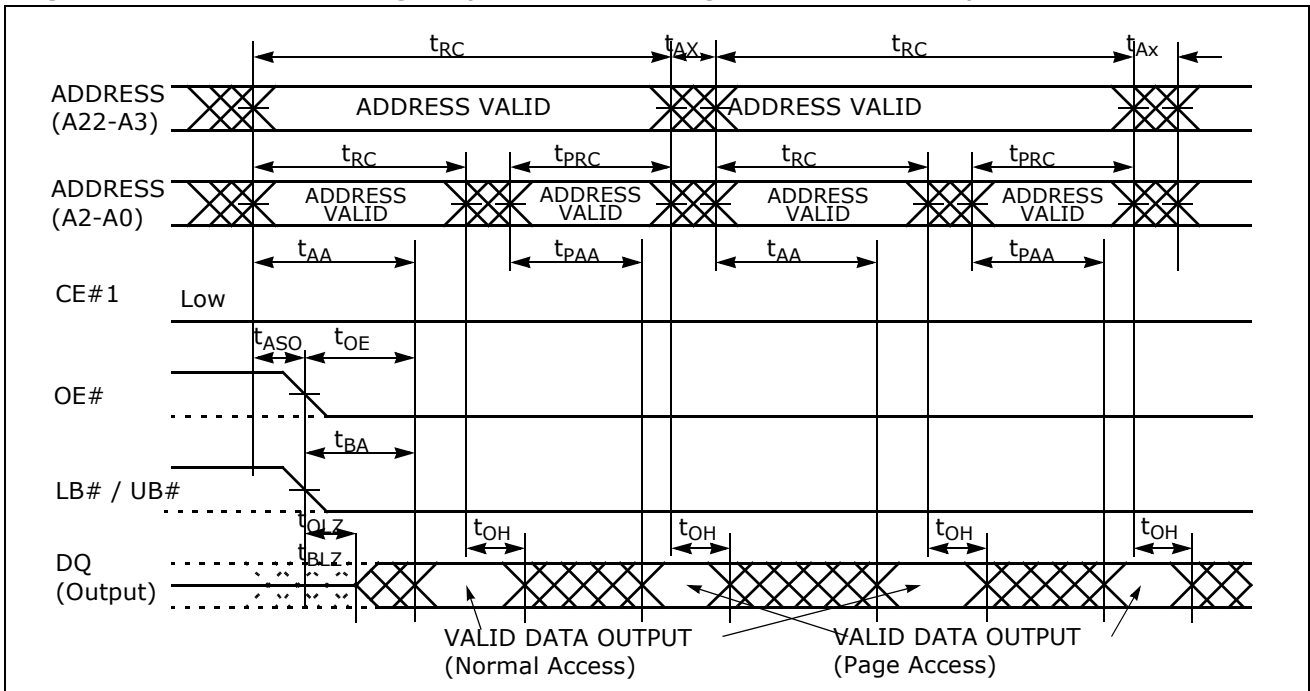 tRC tAX tRC tAx
ADDRESS
(A22-A3)
ADDRESS VALID ADDRESS VALID
tRC tPRC tRC tPRC
ADDRESS
(A2-A0)
ADDRESS
VALID
ADDRESS
VALID
ADDRESS
VALID
ADDRESS
VALID
tAA tPAA tAA tPAA
CE#1 Low
tASO tOE
OE#
tBA
LB# / UB#
tOLZ
tOH tOH tOH tOH
tBLZ
DQ
(Output)
VALID DATA OUTPUT
(Normal Access)
VALID DATA OUTPUT
(Page Access)